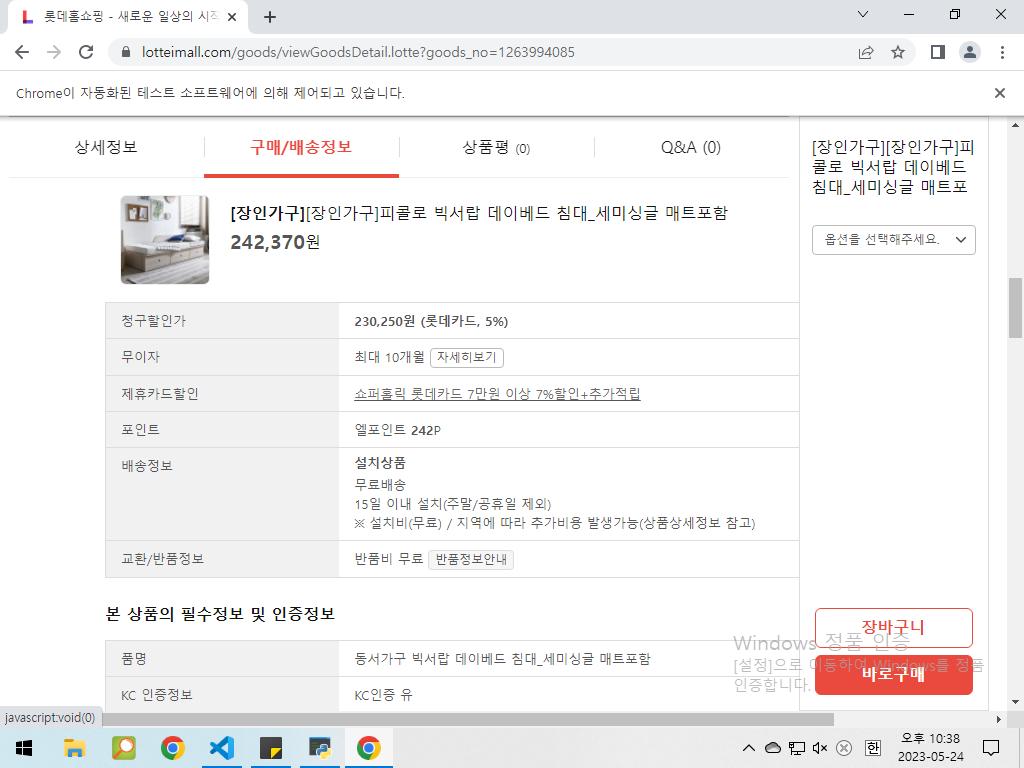 롯데홈쇼핑 - 새로운 일상의 시작
lotteimall.com/goods/viewGoodsDetail.lotte?goods_no=1263994085
Chrome이 자동화된 테스트 소프트웨어에 의해 제어되고 있습니다.
상세정보
구매/배송정보
상품평 (0)
Q&A (0)
[장인가구][장인가구]피콜로 빅서랍 데이베드 침대_세미싱글 매트포함
242,370원
청구할인가
230,250원 (롯데카드, 5%)
무이자
최대 10개월 자세히보기
제휴카드할인
쇼퍼홀릭 롯데카드 7만원 이상 7%할인+추가적립
포인트
엘포인트 242P
배송정보
설치상품
무료배송
15일 이내 설치(주말/공휴일 제외)
※ 설치비(무료) / 지역에 따라 추가비용 발생가능(상품상세정보 참고)
교환/반품정보
반품비 무료 반품정보안내
본 상품의 필수정보 및 인증정보
품명
동서가구 빅서랍 데이베드 침대_세미싱글 매트포함
KC 인증정보
KC인증 유
[장인가구][장인가구]피
콜로 빅서랍 데이베드
침대_세미싱글 매트포
옵션을 선택해주세요.
장바구니
바로구매
Windows 정품 인증
[설정]으로 이동하여 Windows를 정품
인증합니다.
javascript:void(0)
한
오후 10:38
2023-05-24